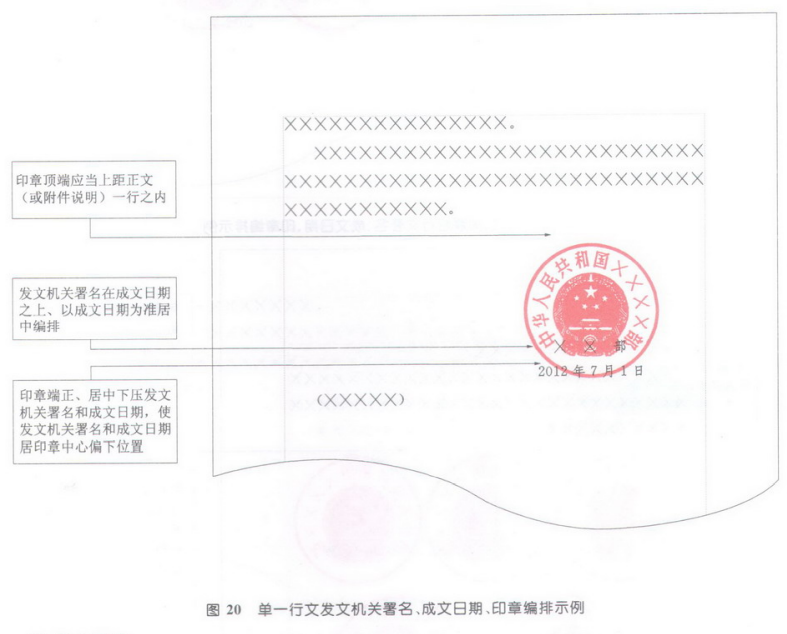 ××××××××××××××××。
××××××××××××××××××××××××××
××××××××××××××××××××××××××××
×××××××××××。
印章顶端应当上距正文
（或附件说明）一行之内
中华人民共和国××××部
发文机关署名在成文日期
之上、以成文日期为准居
中编排
× × 部
2012 年 7 月 1 日
印章端正、居中下压发文
机关署名和成文日期，使
发文机关署名和成文日期
居印章中心偏下位置
（×××××）
图 20 单一行文发文机关署名、成文日期、印章编排示例